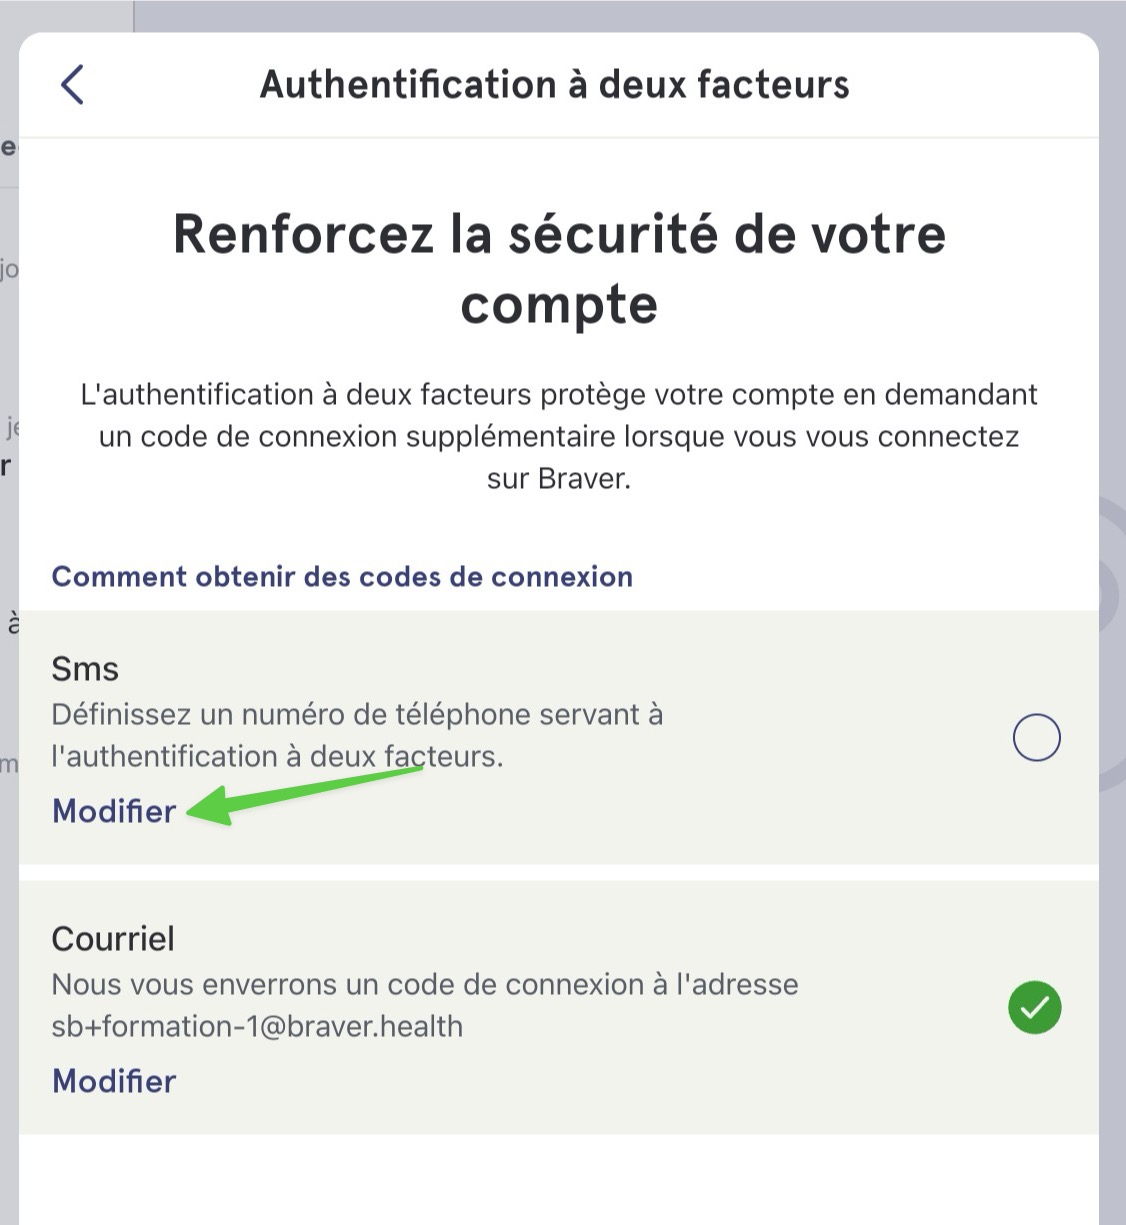 Authentification à deux facteurs
Renforcez la sécurité de votre
compte
L'authentification à deux facteurs protège votre compte en demandant
un code de connexion supplémentaire lorsque vous vous connectez
sur Braver.
Comment obtenir des codes de connexion
Sms
Définissez un numéro de téléphone servant à
l'authentification à deux facteurs.
Modifier
Courriel
Nous vous enverrons un code de connexion à l'adresse
sb+formation-1@braver.health
Modifier